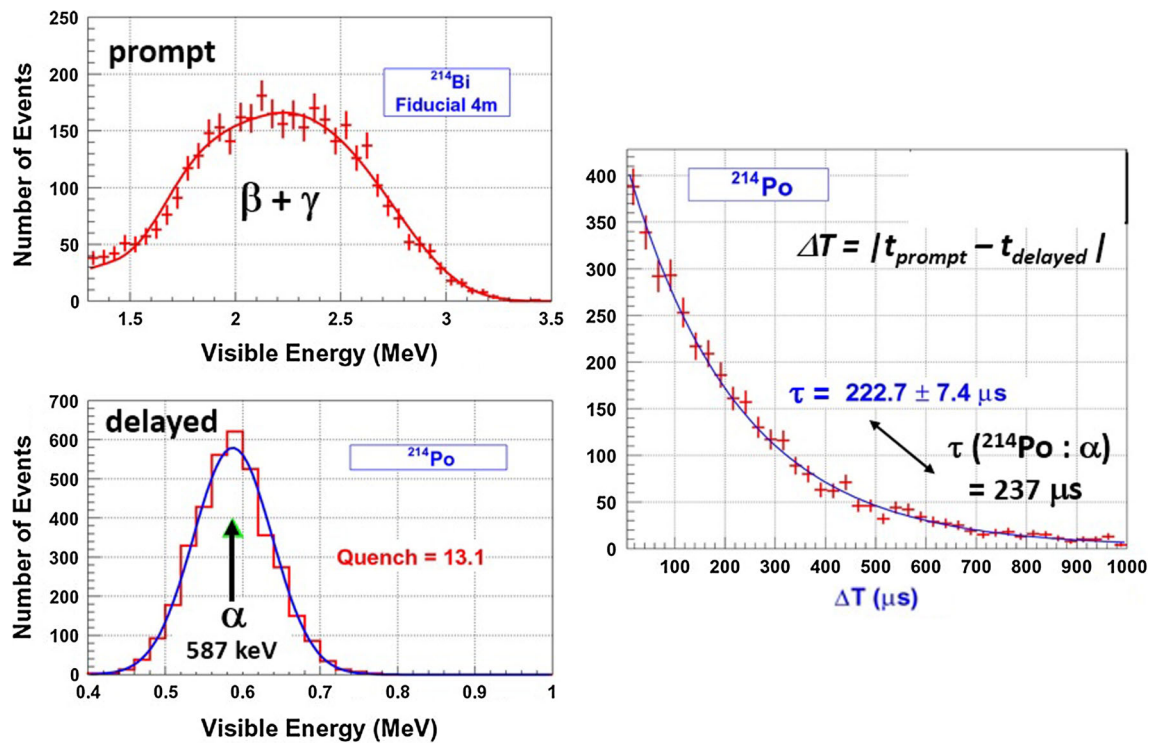 250
200
150
100
50
0
Number of Events
prompt
²¹⁴Bi
Fiducial 4m
β + γ
1.5 2 2.5 3 3.5
Visible Energy (MeV)
700
600
500
400
300
200
100
0
Number of Events
delayed
²¹⁴Po
Quench = 13.1
α
587 keV
0.4 0.5 0.6 0.7 0.8 0.9 1
Visible Energy (MeV)
400
350
300
250
200
150
100
50
0
²¹⁴Po
ΔT = | t_prompt − t_delayed |
τ = 222.7 ± 7.4 μs
τ (²¹⁴Po : α)
= 237 μs
100 200 300 400 500 600 700 800 900 1000
ΔT (μs)